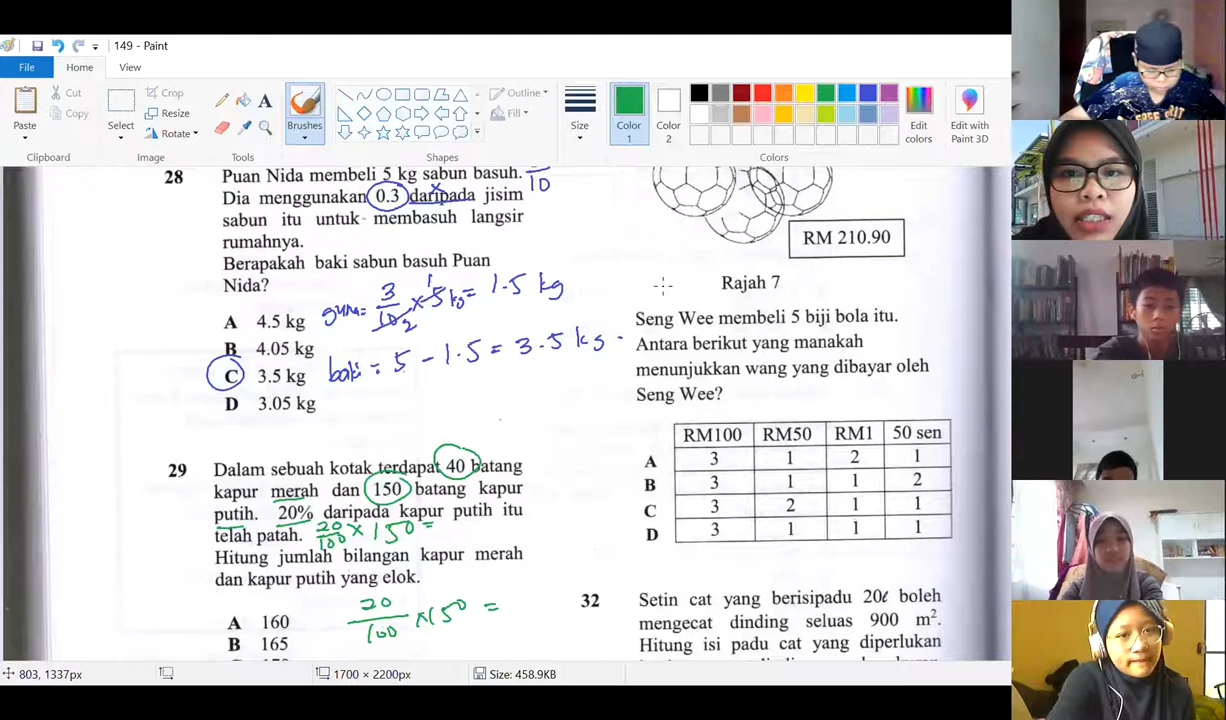 149 - Paint
File
Home
View
Cut
Copy
Paste
Clipboard
Crop
Resize
Rotate
Select
Image
Tools
Brushes
Outline
Fill
Shapes
Size
Color
1
Color
2
Edit
colors
Edit with
Paint 3D
Colors
28
Puan Nida membeli 5 kg sabun basuh.
10
Dia menggunakan 0.3 daripada jisim
x
sabun itu untuk membasuh langsir
rumahnya.
Berapakah baki sabun basuh Puan
Nida?
guna = 3/10 2 × 5 1 kg = 1.5 kg
A 4.5 kg
B 4.05 kg
C 3.5 kg
D 3.05 kg
baki = 5 - 1.5 = 3.5 kg
29
Dalam sebuah kotak terdapat 40 batang
kapur merah dan 150 batang kapur
putih. 20% daripada kapur putih itu
telah patah. 20/100 × 150 =
Hitung jumlah bilangan kapur merah
dan kapur putih yang elok.
A 160
B 165
20/100 × 150 =
RM 210.90
Rajah 7
Seng Wee membeli 5 biji bola itu.
Antara berikut yang manakah
menunjukkan wang yang dibayar oleh
Seng Wee?
RM100 RM50 RM1 50 sen
A 3 1 2 1
B 3 1 1 2
C 3 2 1 1
D 3 1 1 1
32
Setin cat yang berisipadu 20ℓ boleh
mengecat dinding seluas 900 m².
Hitung isi padu cat yang diperlukan
803, 1337px
1700 × 2200px
Size: 458.9KB